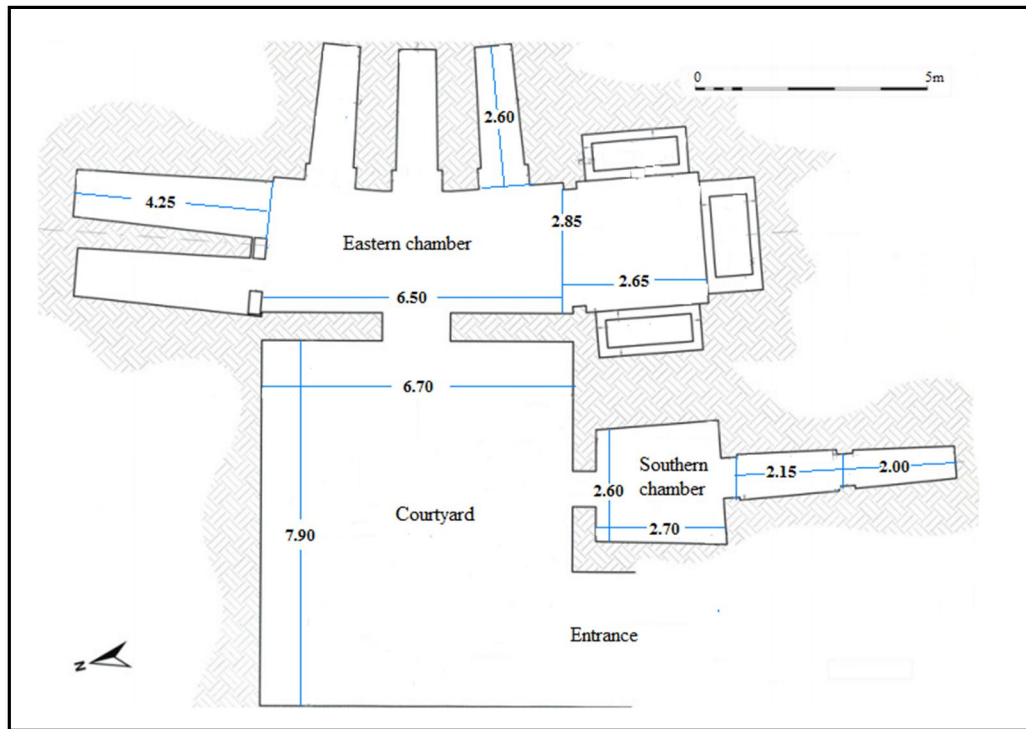 0 5m
2.60
4.25
2.85
Eastern chamber
2.65
6.50
6.70
Southern
chamber
2.15
2.00
2.60
Courtyard
2.70
7.90
Entrance
N